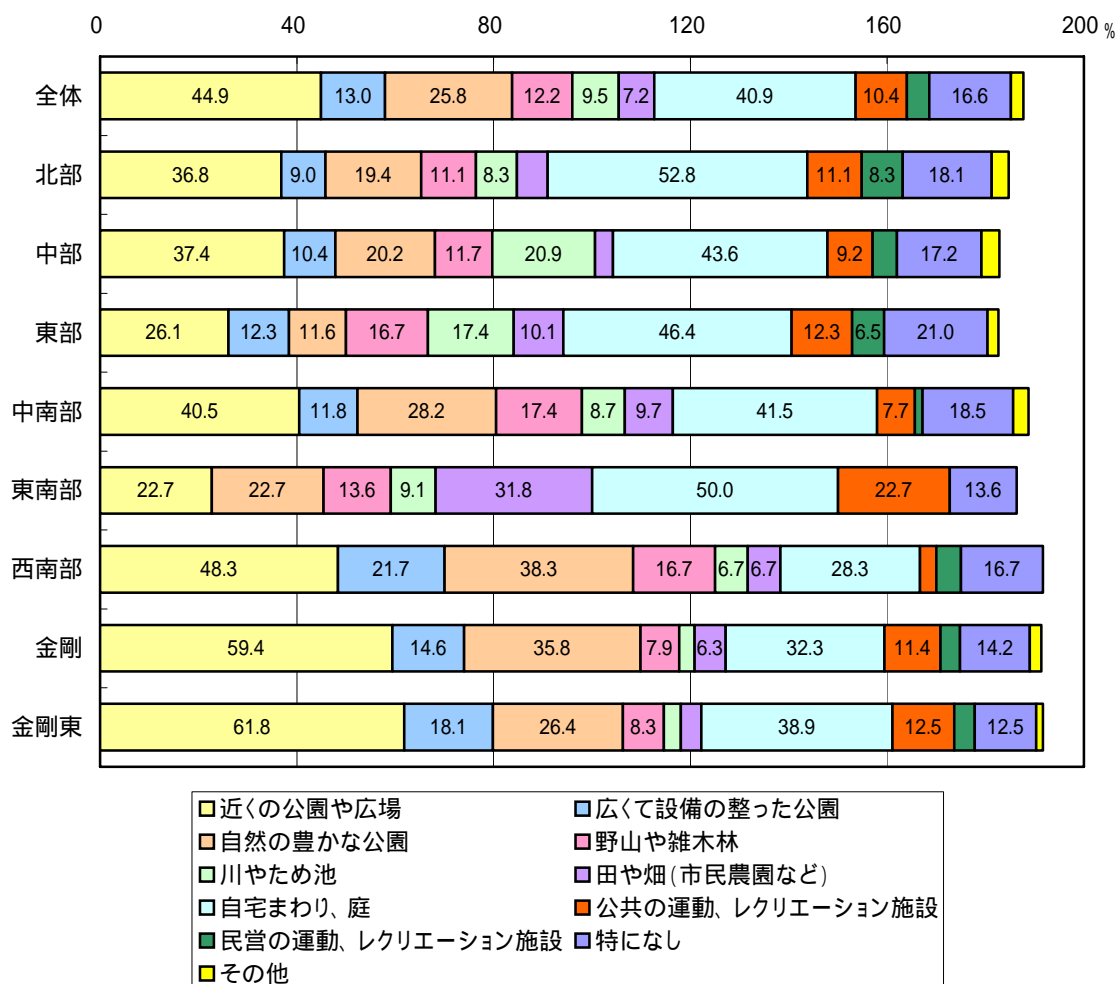 0 40 80 120 160 200 %
全体 44.9 13.0 25.8 12.2 9.5 7.2 40.9 10.4 16.6
北部 36.8 9.0 19.4 11.1 8.3 52.8 11.1 8.3 18.1
中部 37.4 10.4 20.2 11.7 20.9 43.6 9.2 17.2
東部 26.1 12.3 11.6 16.7 17.4 10.1 46.4 12.3 6.5 21.0
中南部 40.5 11.8 28.2 17.4 8.7 9.7 41.5 7.7 18.5
東南部 22.7 22.7 13.6 9.1 31.8 50.0 22.7 13.6
西南部 48.3 21.7 38.3 16.7 6.7 6.7 28.3 16.7
金剛 59.4 14.6 35.8 7.9 6.3 32.3 11.4 14.2
金剛東 61.8 18.1 26.4 8.3 38.9 12.5 12.5
近くの公園や広場 広くて設備の整った公園
自然の豊かな公園 野山や雑木林
川やため池 田や畑(市民農園など)
自宅まわり、庭 公共の運動、レクリエーション施設
民営の運動、レクリエーション施設 特になし
その他